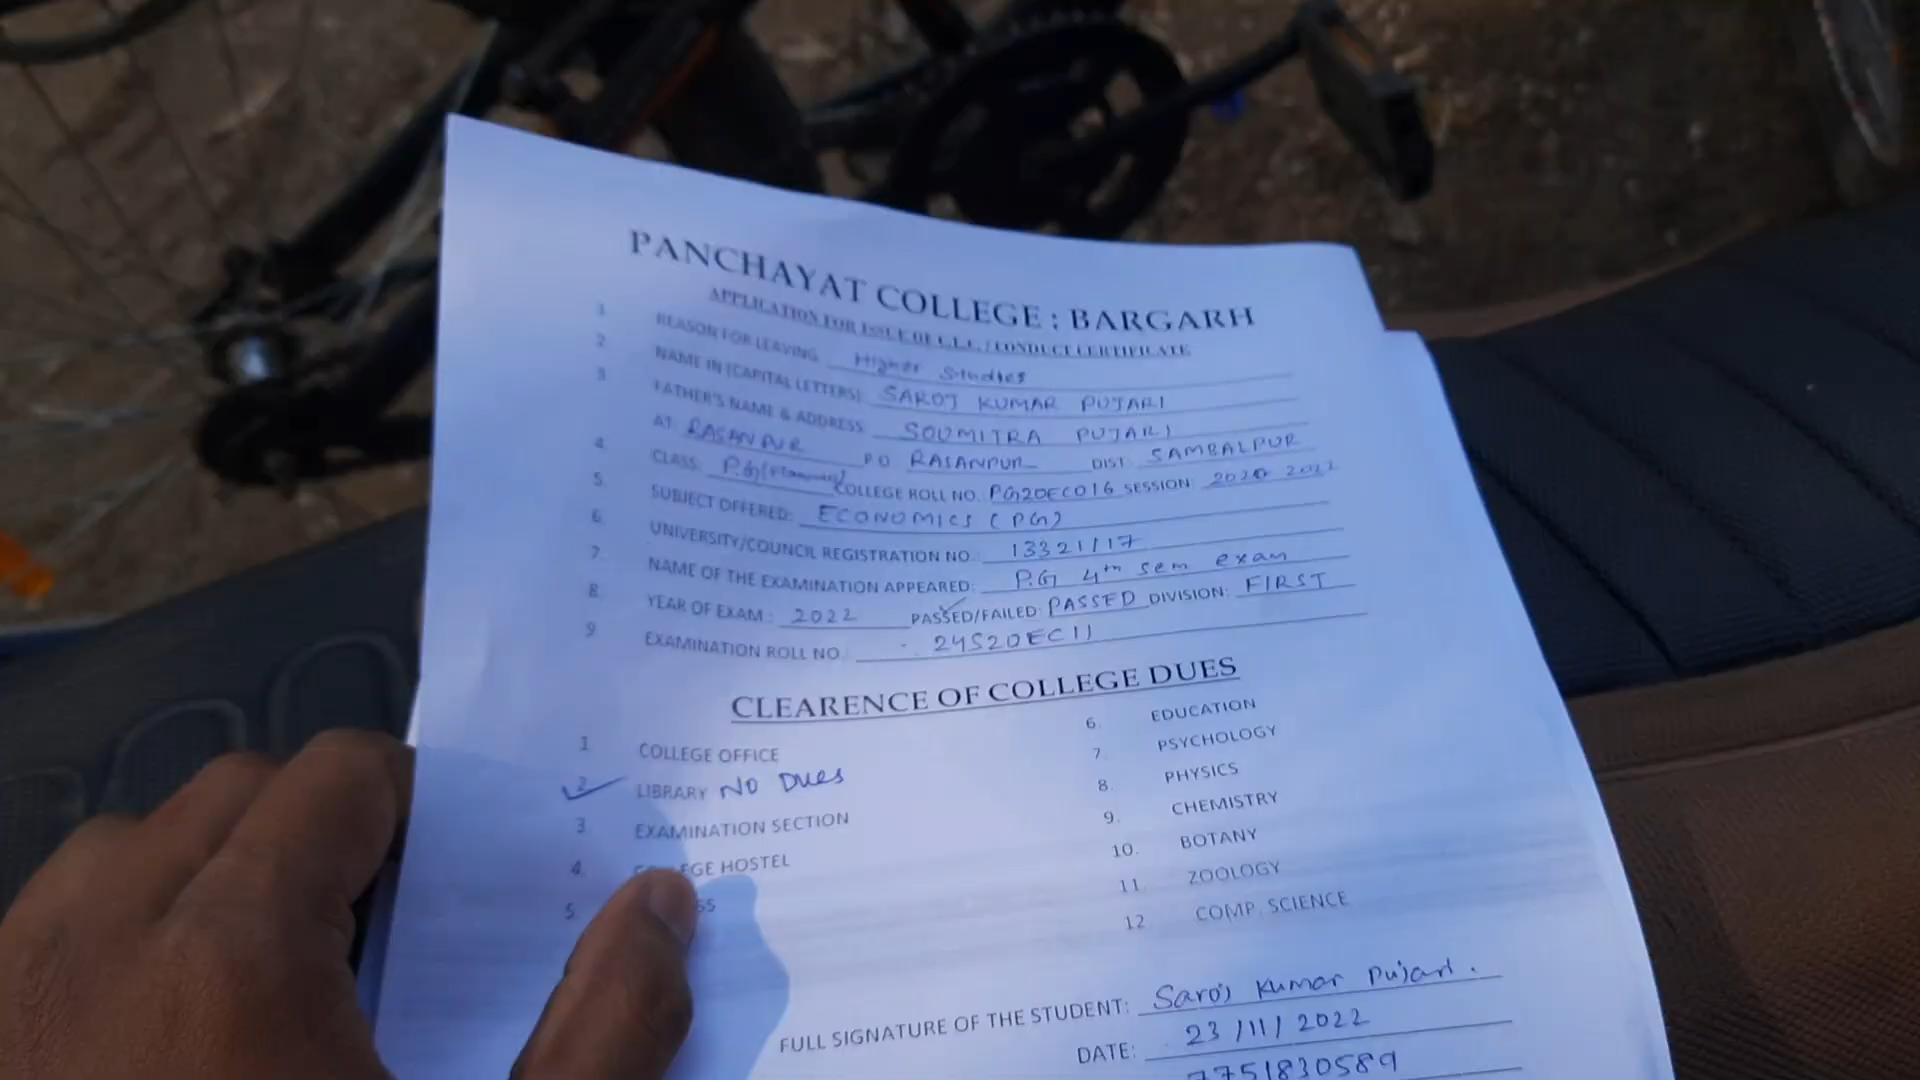 PANCHAYAT COLLEGE : BARGARH
APPLICATION FOR ISSUE OF C.L.C. / CONDUCT CERTIFICATE
1 REASON FOR LEAVING Higher Studies
2 NAME IN (CAPITAL LETTERS) SAROJ KUMAR PUJARI
3 FATHER'S NAME & ADDRESS SOUMITRA PUJARI
AT RASANPUR P.O RASANPUR DIST: SAMBALPUR
4 CLASS: P.G COLLEGE ROLL NO. PG20ECO16 SESSION: 2020 2022
5 SUBJECT OFFERED: ECONOMICS (PG)
6. UNIVERSITY/COUNCIL REGISTRATION NO. 13321/17
7. NAME OF THE EXAMINATION APPEARED: P.G 4th sem exam
8 YEAR OF EXAM : 2022 PASSED/FAILED: PASSED DIVISION: FIRST
9 EXAMINATION ROLL NO. 24S20EC11
CLEARENCE OF COLLEGE DUES
1 COLLEGE OFFICE
2 LIBRARY NO Dues
3 EXAMINATION SECTION
4. HOSTEL
5.
6. EDUCATION
7. PSYCHOLOGY
8. PHYSICS
9. CHEMISTRY
10. BOTANY
11 ZOOLOGY
12 COMP. SCIENCE
FULL SIGNATURE OF THE STUDENT: Saroj Kumar Pujari.
DATE: 23/11/2022
7751830589